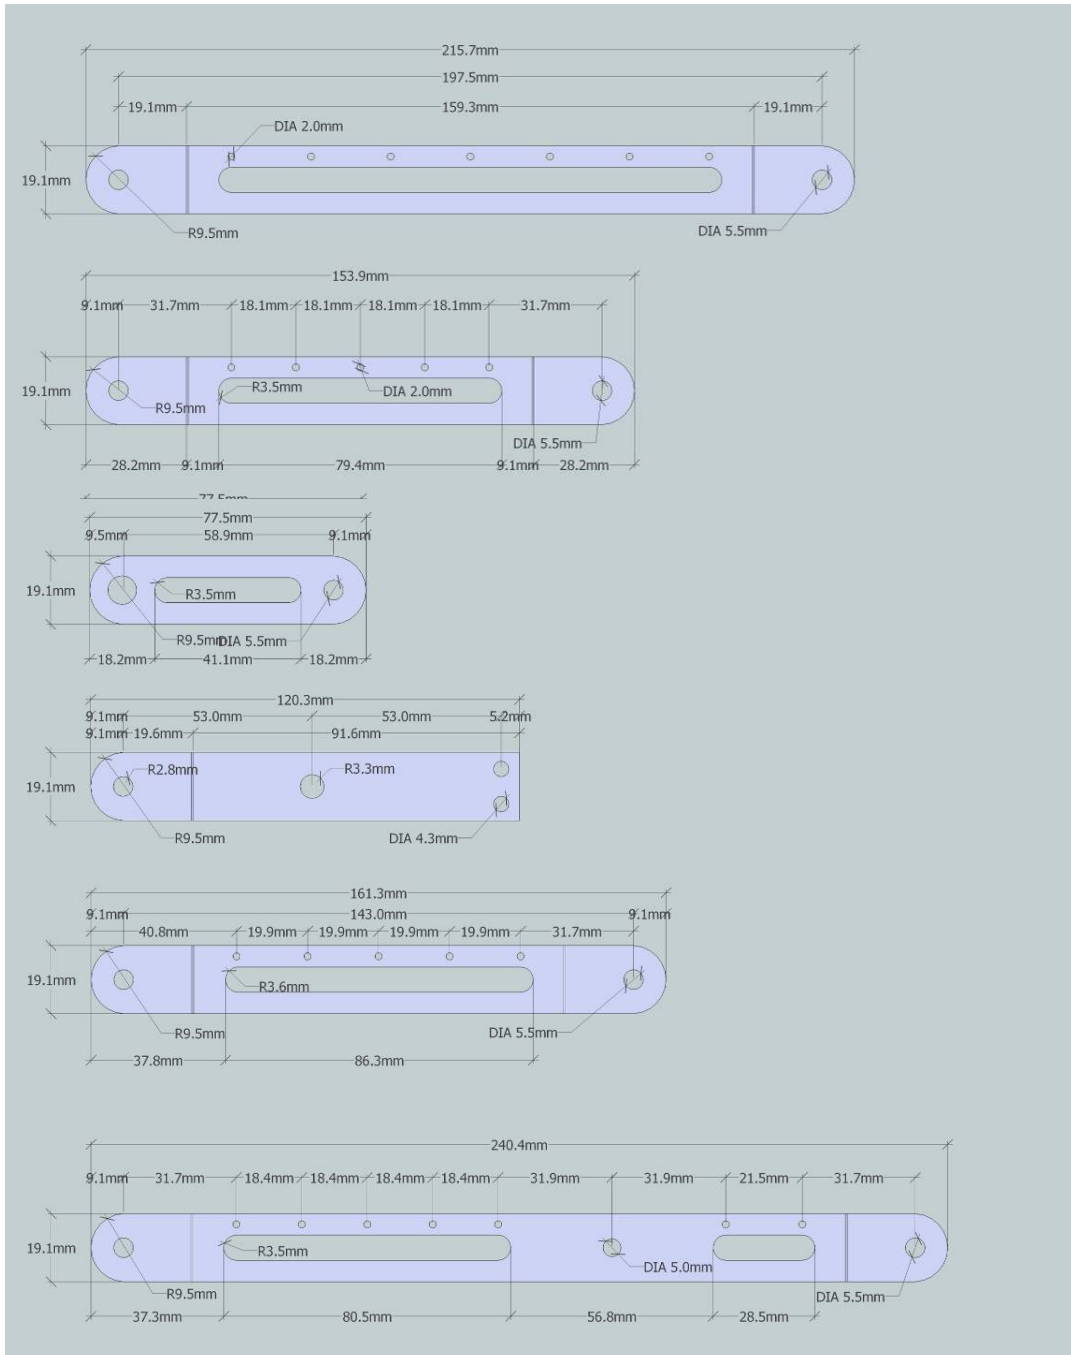 215.7mm
197.5mm
19.1mm 159.3mm 19.1mm
DIA 2.0mm
19.1mm
DIA 5.5mm
R9.5mm
153.9mm
9.1mm 31.7mm 18.1mm 18.1mm 18.1mm 18.1mm 31.7mm
R3.5mm
19.1mm DIA 2.0mm
R9.5mm
DIA 5.5mm
28.2mm 9.1mm 79.4mm 9.1mm 28.2mm
77.5mm
77.5mm
9.5mm 58.9mm 9.1mm
19.1mm R3.5mm
R9.5mm DIA 5.5mm
18.2mm 41.1mm 18.2mm
120.3mm
9.1mm 53.0mm 53.0mm 5.2mm
9.1mm 19.6mm 91.6mm
R2.8mm R3.3mm
19.1mm
R9.5mm DIA 4.3mm
161.3mm
9.1mm 143.0mm 9.1mm
40.8mm 19.9mm 19.9mm 19.9mm 19.9mm 31.7mm
19.1mm R3.6mm
R9.5mm DIA 5.5mm
37.8mm 86.3mm
240.4mm
9.1mm 31.7mm 18.4mm 18.4mm 18.4mm 18.4mm 31.9mm 31.9mm 21.5mm 31.7mm
19.1mm R3.5mm
DIA 5.0mm
R9.5mm DIA 5.5mm
37.3mm 80.5mm 56.8mm 28.5mm